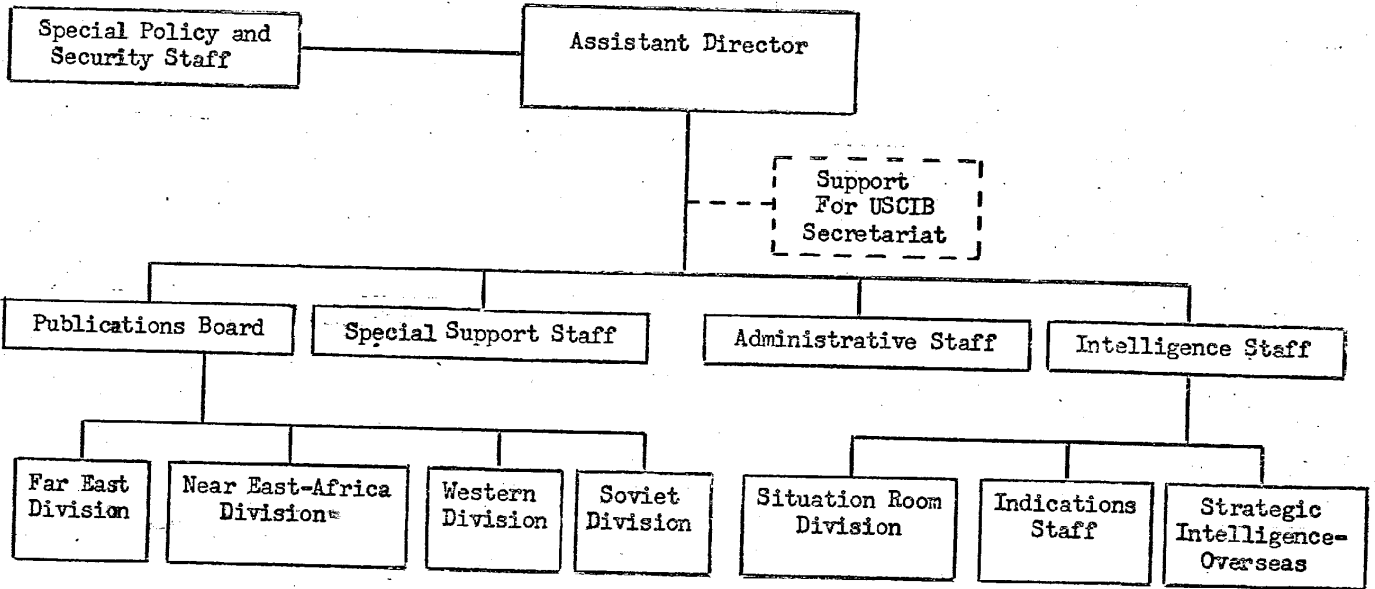 Special Policy and
Security Staff
Assistant Director
Support
For USCIB
Secretariat
Publications Board
Special Support Staff
Administrative Staff
Intelligence Staff
Far East
Division
Near East-Africa
Division
Western
Division
Soviet
Division
Situation Room
Division
Indications
Staff
Strategic
Intelligence-
Overseas